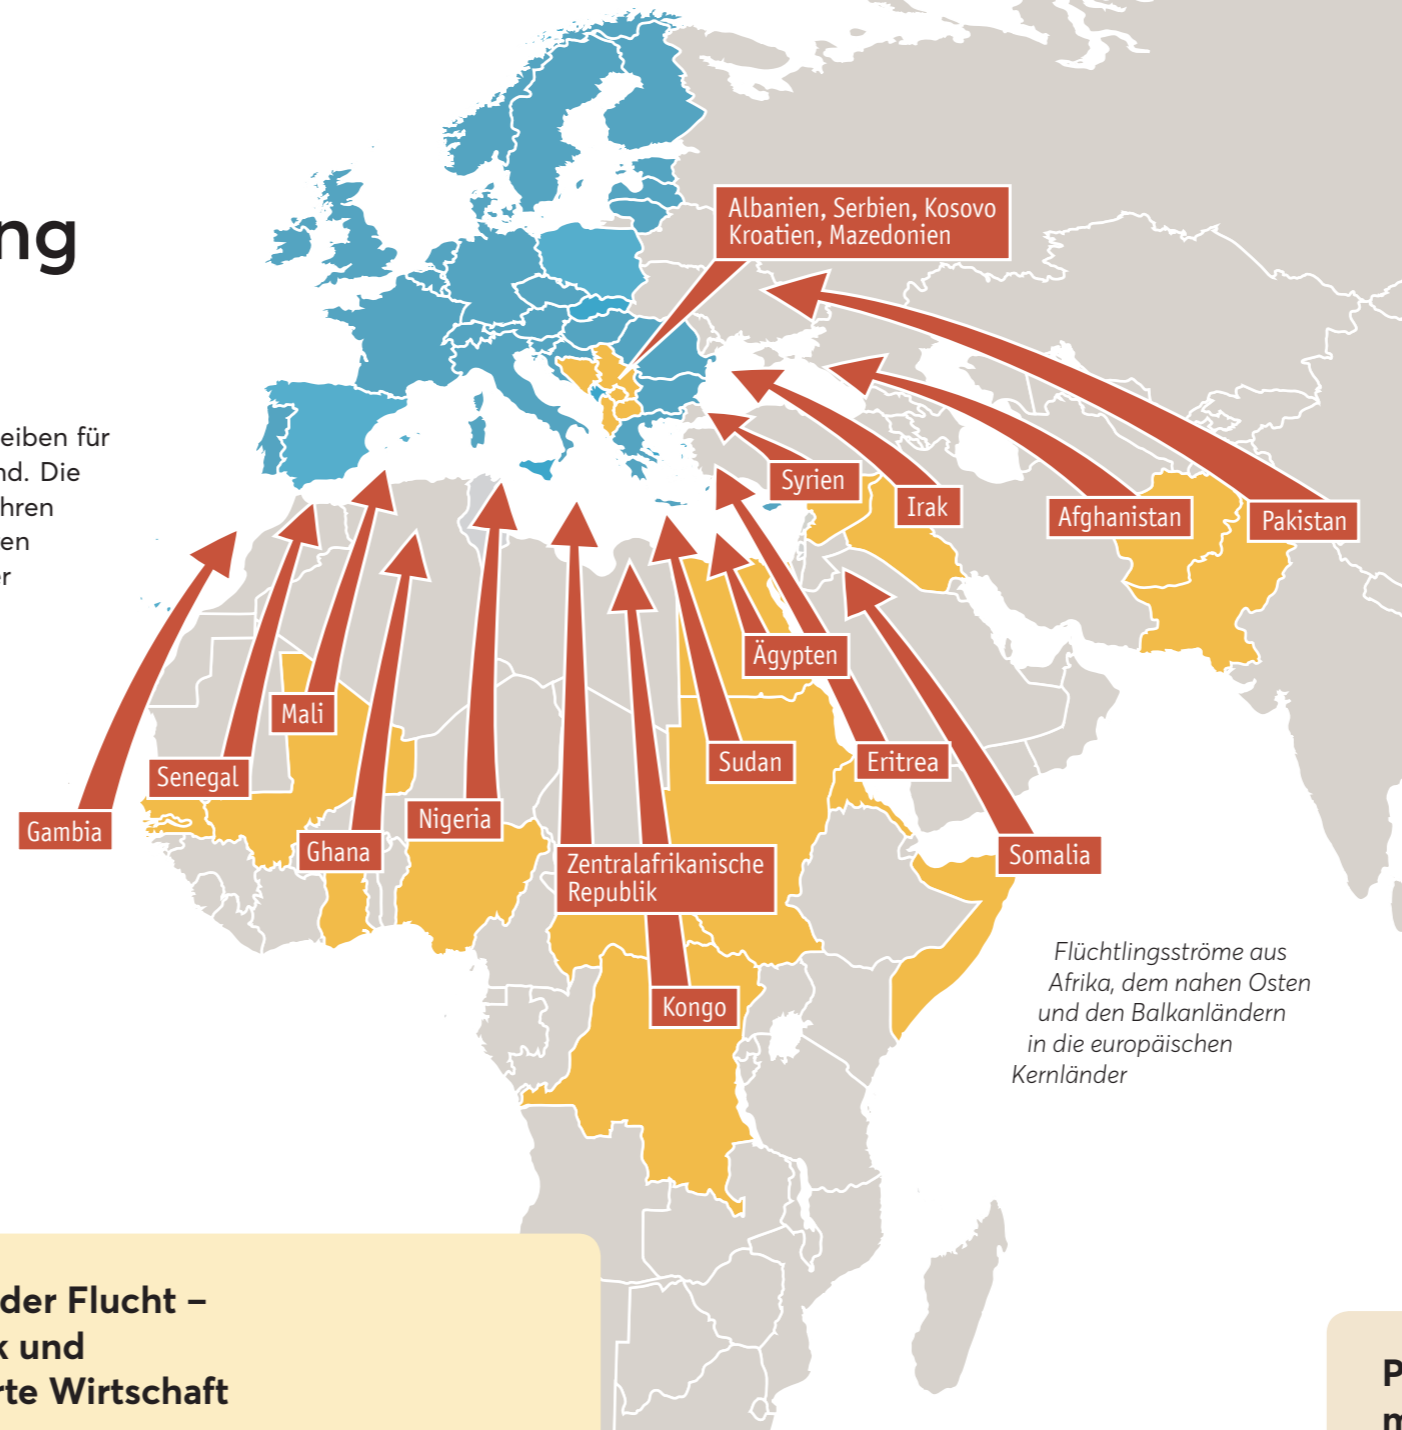 ng
eiben für
nd. Die
hren
en
r
Albanien, Serbien, Kosovo
Kroatien, Mazedonien
Syrien
Irak
Afghanistan
Pakistan
Ägypten
Mali
Senegal
Sudan
Eritrea
Gambia
Nigeria
Ghana
Zentralafrikanische
Republik
Somalia
Kongo
Flüchtlingsströme aus
Afrika, dem nahen Osten
und den Balkanländern
in die europäischen
Kernländer
der Flucht –
k und
rte Wirtschaft
P
m